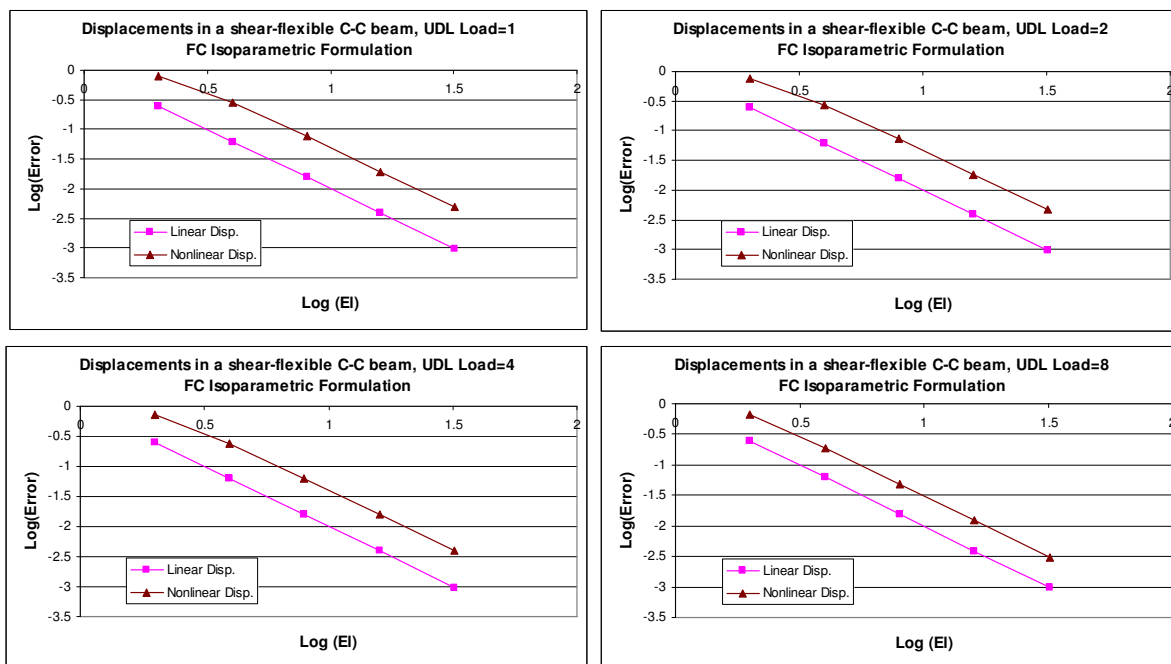 Displacements in a shear-flexible C-C beam, UDL Load=1
FC Isoparametric Formulation
0
0.5
1
1.5
2
0
-0.5
-1
-1.5
-2
-2.5
-3
-3.5
Log(Error)
Linear Disp.
Nonlinear Disp.
Log (El)
Displacements in a shear-flexible C-C beam, UDL Load=2
FC Isoparametric Formulation
0
0.5
1
1.5
2
0
-0.5
-1
-1.5
-2
-2.5
-3
-3.5
Log(Error)
Linear Disp.
Nonlinear Disp.
Log (El)
Displacements in a shear-flexible C-C beam, UDL Load=4
FC Isoparametric Formulation
0
0.5
1
1.5
2
0
-0.5
-1
-1.5
-2
-2.5
-3
-3.5
Log(Error)
Linear Disp.
Nonlinear Disp.
Log (El)
Displacements in a shear-flexible C-C beam, UDL Load=8
FC Isoparametric Formulation
0
0.5
1
1.5
2
0
-0.5
-1
-1.5
-2
-2.5
-3
-3.5
Log(Error)
Linear Disp.
Nonlinear Disp.
Log (El)